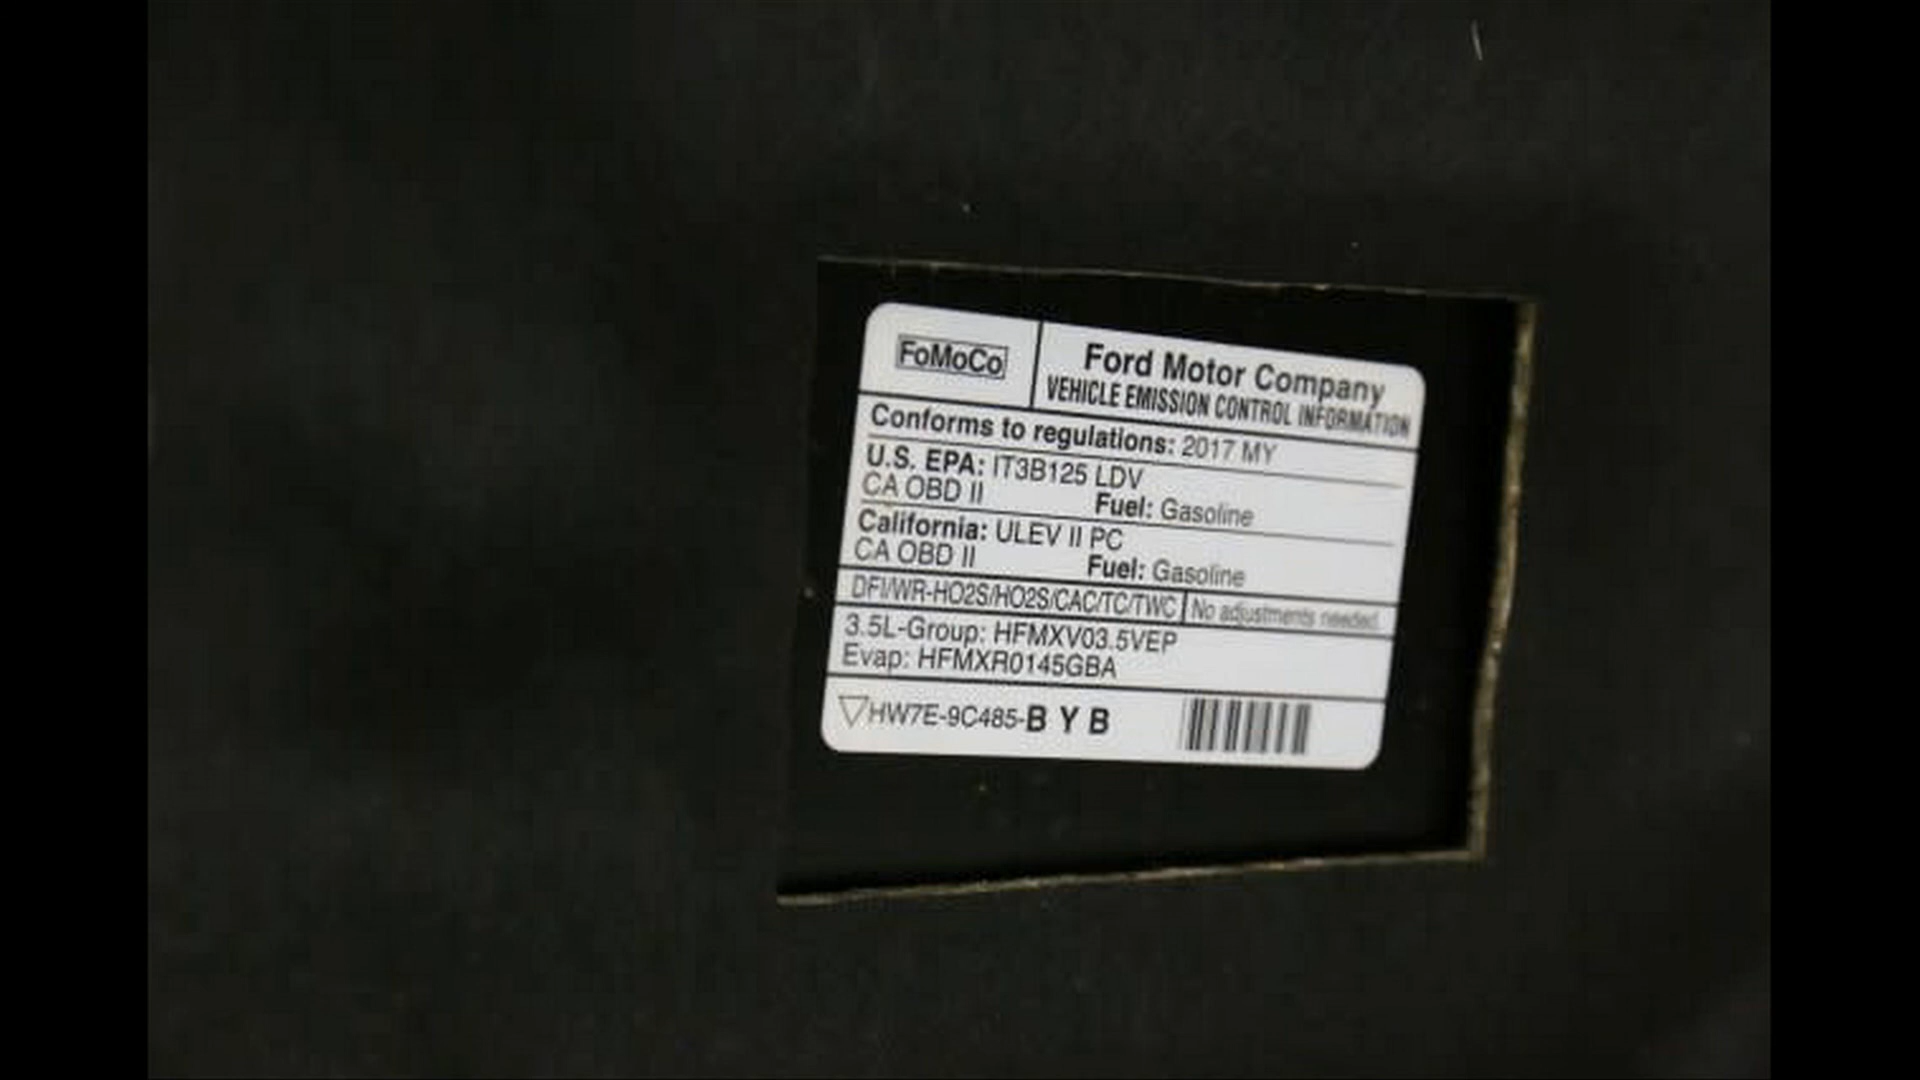 FoMoCo
Ford Motor Company
VEHICLE EMISSION CONTROL INFORMATION
Conforms to regulations: 2017 MY
U.S. EPA: IT3B125 LDV
CA OBD II Fuel: Gasoline
California: ULEV II PC
CA OBD II Fuel: Gasoline
DFI/WR-HO2S/HO2S/CAC/TC/TWC No adjustments needed.
3.5L-Group: HFMXV03.5VEP
Evap: HFMXR0145GBA
HW7E-9C485-B Y B